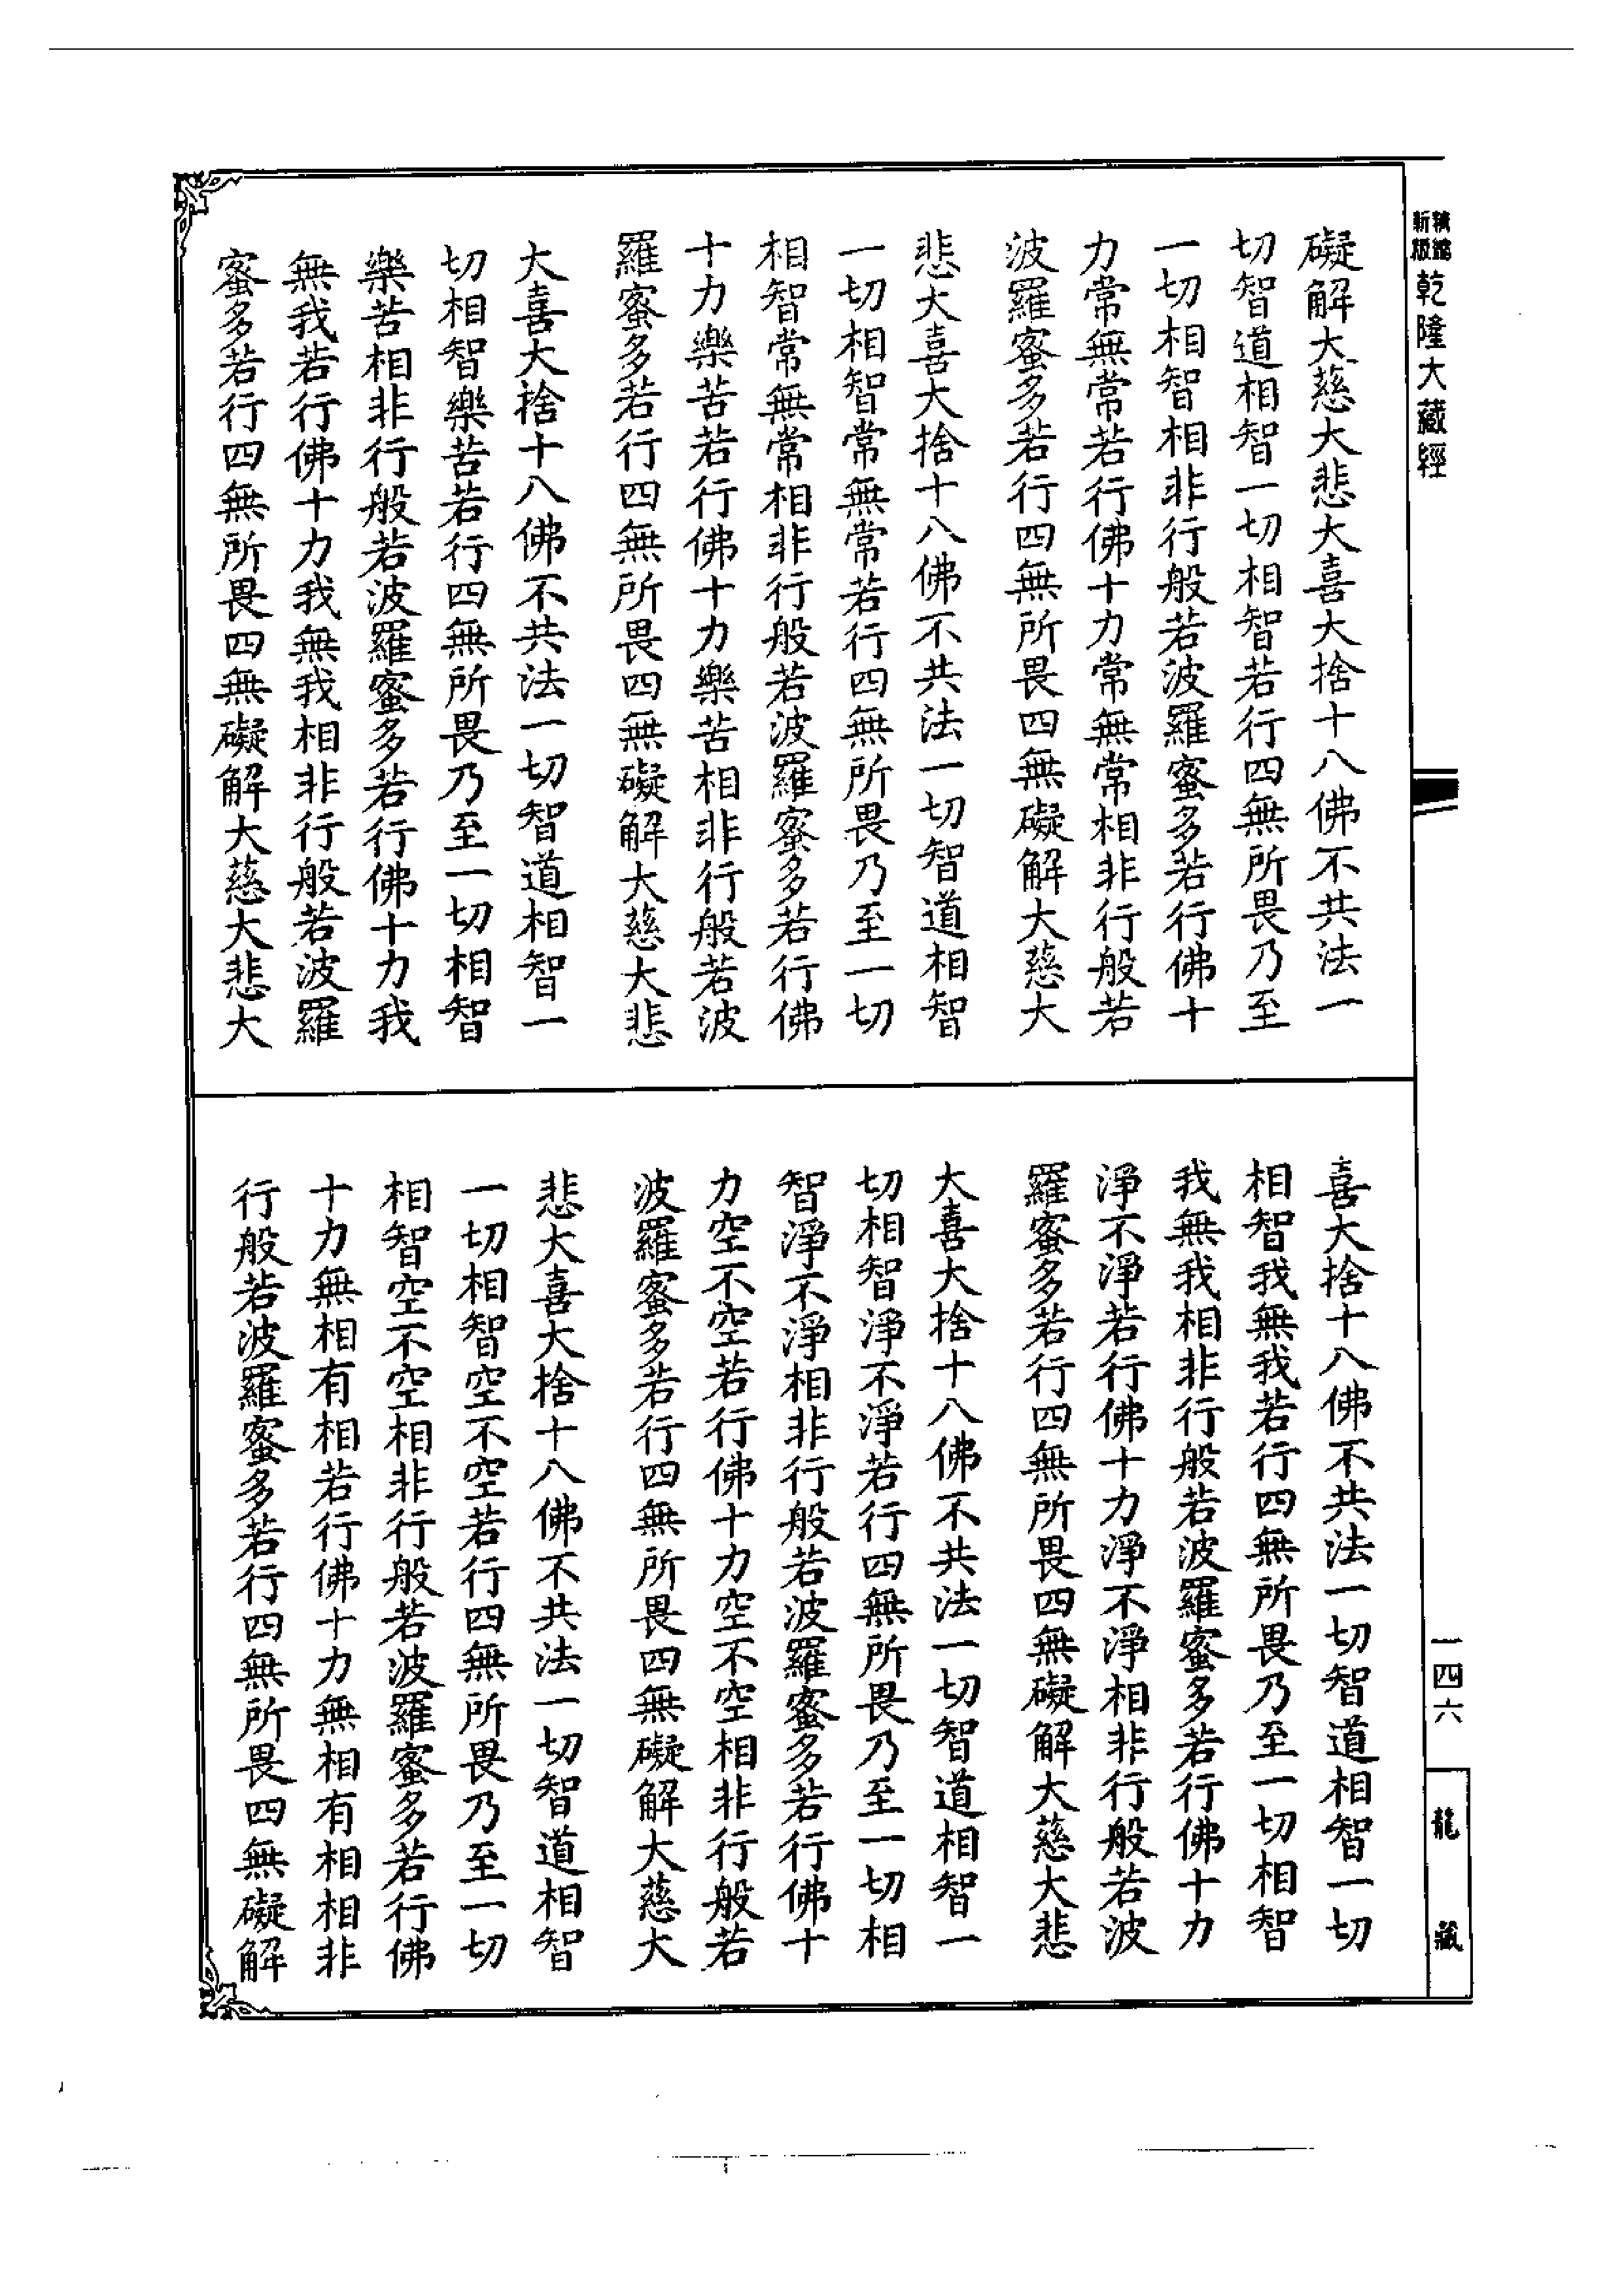 新版
精縮
乾隆大藏經
礙解大慈大悲大喜大捨十八佛不共法一
切智道相智一切相智若行四無所畏乃至
一切相智相非行般若波羅蜜多若行佛十
力常無常若行佛十力常無常相非行般若
波羅蜜多若行四無所畏四無礙解大慈大
悲大喜大捨十八佛不共法一切智道相智
一切相智常無常若行四無所畏乃至一切
相智常無常相非行般若波羅蜜多若行佛
十力樂苦若行佛十力樂苦相非行般若波
羅蜜多若行四無所畏四無礙解大慈大悲
大喜大捨十八佛不共法一切智道相智一
切相智樂苦若行四無所畏乃至一切相智
樂苦相非行般若波羅蜜多若行佛十力我
無我若行佛十力我無我相非行般若波羅
蜜多若行四無所畏四無礙解大慈大悲大
喜大捨十八佛不共法一切智道相智一切
相智我無我若行四無所畏乃至一切相智
我無我相非行般若波羅蜜多若行佛十力
淨不淨若行佛十力淨不淨相非行般若波
羅蜜多若行四無所畏四無礙解大慈大悲
大喜大捨十八佛不共法一切智道相智一
切相智淨不淨若行四無所畏乃至一切相
智淨不淨相非行般若波羅蜜多若行佛十
力空不空若行佛十力空不空相非行般若
波羅蜜多若行四無所畏四無礙解大慈大
悲大喜大捨十八佛不共法一切智道相智
一切相智空不空若行四無所畏乃至一切
相智空不空相非行般若波羅蜜多若行佛
十力無相有相若行佛十力無相有相相非
行般若波羅蜜多若行四無所畏四無礙解
一四六
龍藏